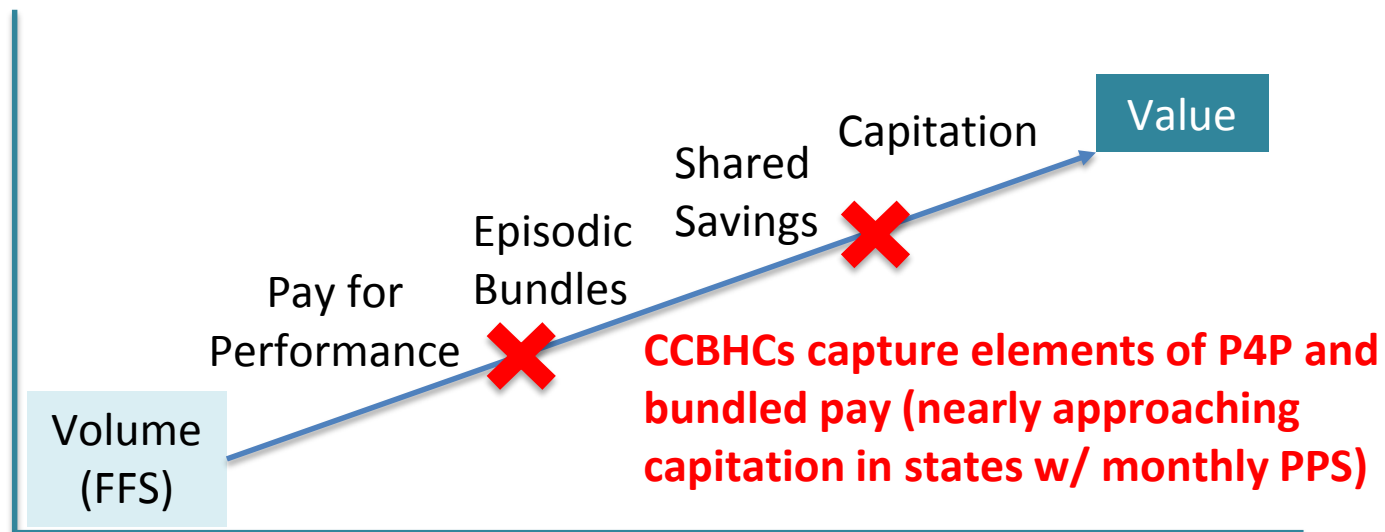 Value
Capitation
Shared
Savings
Episodic
Bundles
Pay for
Performance
CCBHCs capture elements of P4P and
bundled pay (nearly approaching
capitation in states w/ monthly PPS)
Volume
(FFS)